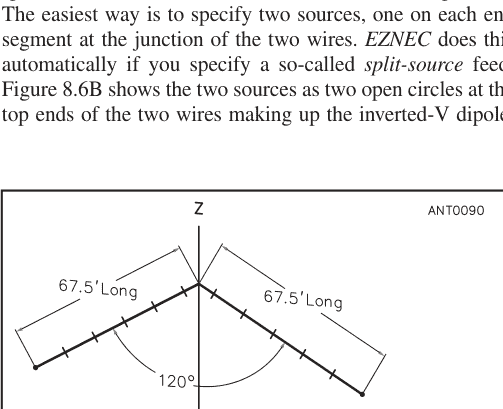 The easiest way is to specify two sources, one on each en
segment at the junction of the two wires. EZNEC does thi
automatically if you specify a so-called split-source feed
Figure 8.6B shows the two sources as two open circles at th
top ends of the two wires making up the inverted-V dipole
Z
ANT0090
67.5'Long
67.5'Long
120°